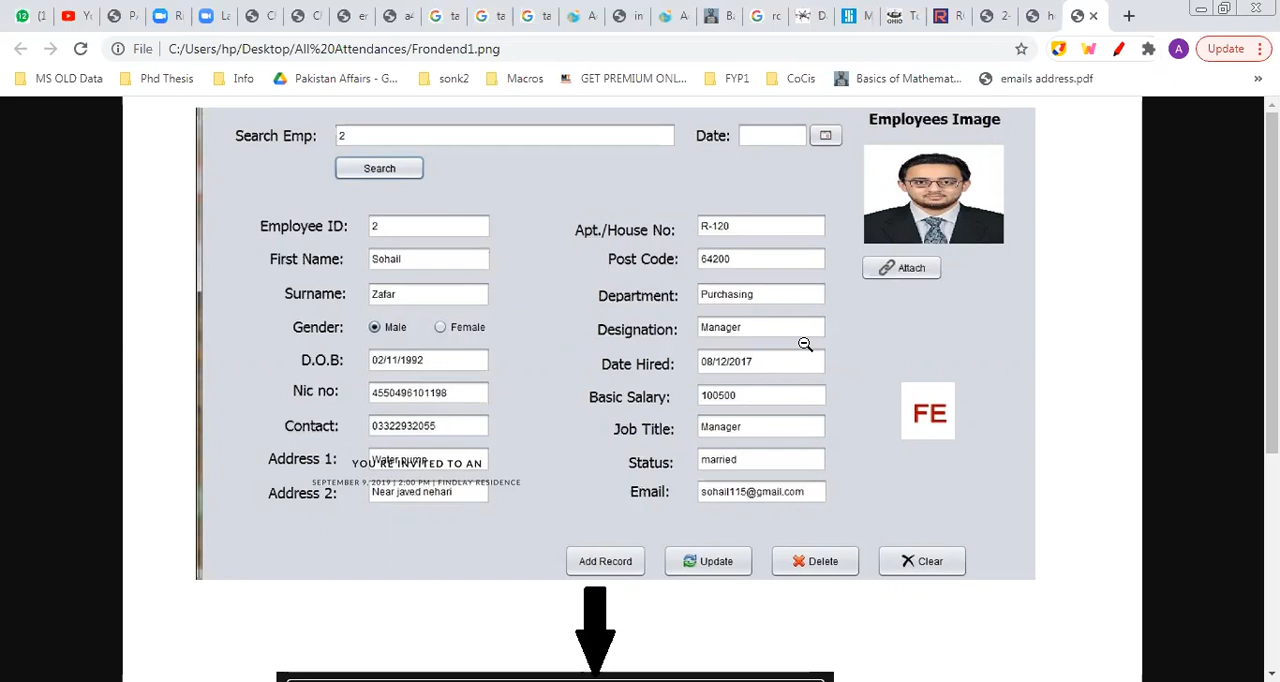 File C:/Users/hp/Desktop/All%20Attendances/Frondend1.png
A Update
MS OLD Data Phd Thesis Info Pakistan Affairs - G... sonk2 Macros GET PREMIUM ONL... FYP1 CoCis Basics of Mathemat... emails address.pdf »
Search Emp: 2 Date: Employees Image
Search
Employee ID: 2 Apt./House No: R-120
First Name: Sohail Post Code: 64200
Attach
Surname: Zafar Department: Purchasing
Gender: Male Female Designation: Manager
D.O.B: 02/11/1992 Date Hired: 08/12/2017
Nic no: 4550496101198 Basic Salary: 100500
FE
Contact: 03322932055 Job Title: Manager
Address 1: Status: married
YOU'RE INVITED TO AN
SEPTEMBER 9, 2019 | 2:00 PM | FINDLAY RESIDENCE
Address 2: Near javed nehari Email: sohail115@gmail.com
Add Record Update Delete Clear